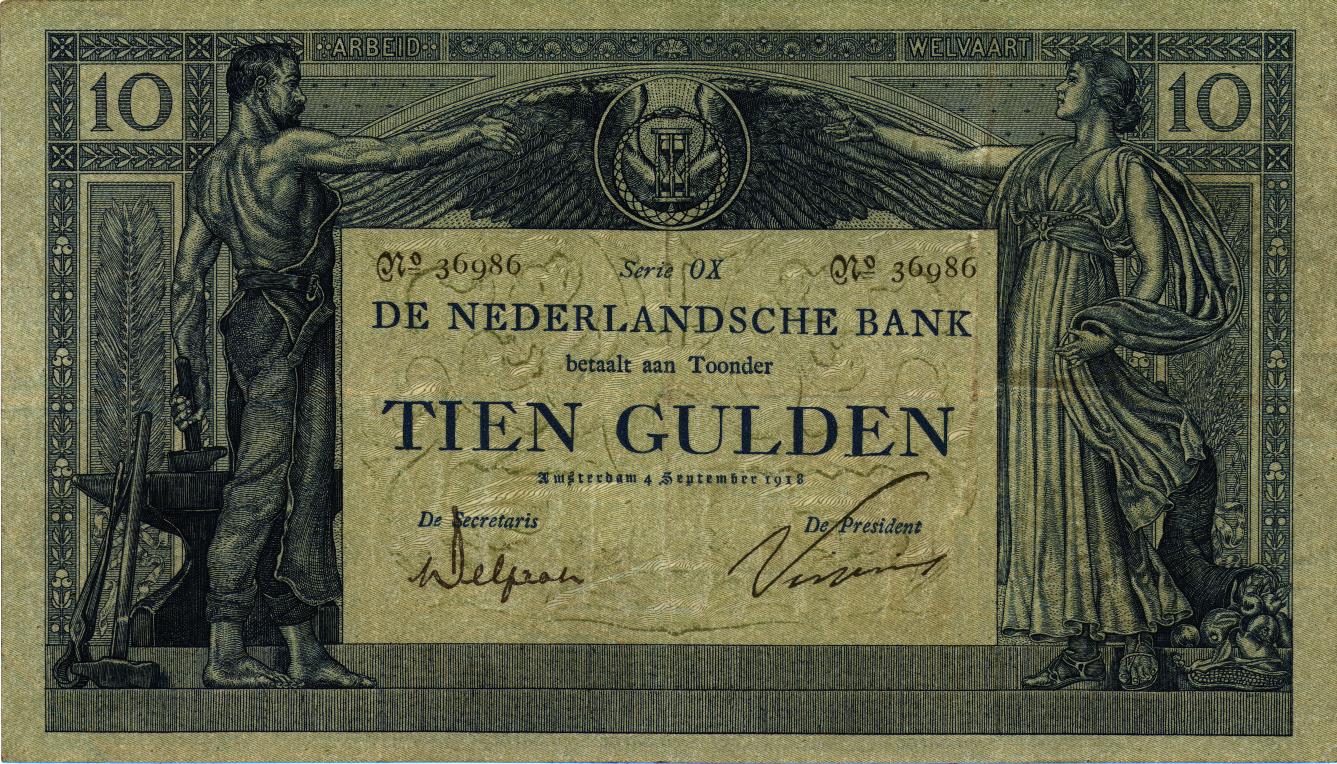 ARBEID WELVAART
10 10
Nº 36986 Serie OX Nº 36986
DE NEDERLANDSCHE BANK
betaalt aan Toonder
TIEN GULDEN
Amsterdam 4 September 1918
De Secretaris De President